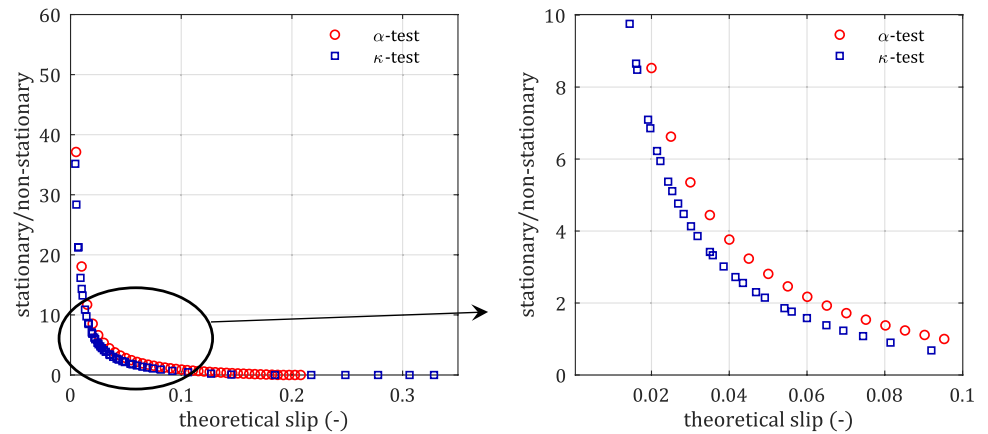 60
50
40
30
20
10
0
0
0.1
0.2
0.3
stationary/non-stationary
theoretical slip (-)
α-test
κ-test
10
8
6
4
2
0
0.02
0.04
0.06
0.08
0.1
stationary/non-stationary
theoretical slip (-)
α-test
κ-test